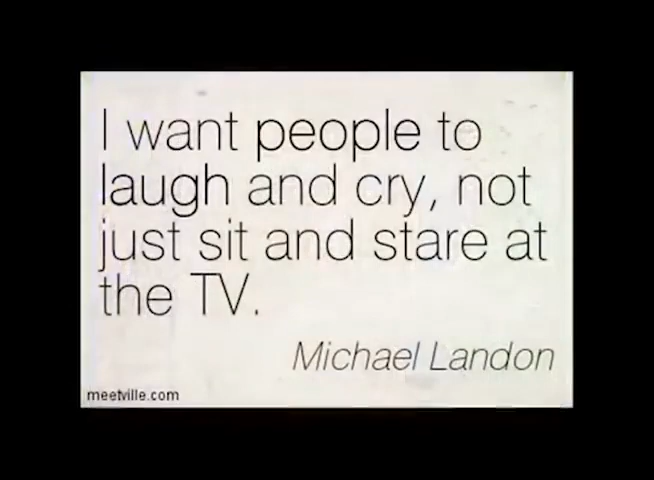 I want people to
laugh and cry, not
just sit and stare at
the TV.
Michael Landon
meetville.com